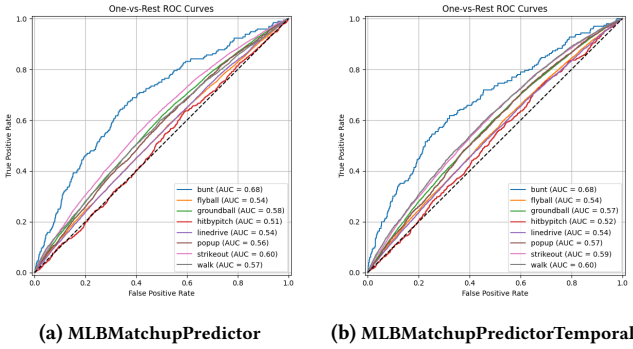 One-vs-Rest ROC Curves
1.0
0.8
0.6
0.4
0.2
0.0
True Positive Rate
bunt (AUC = 0.68)
flyball (AUC = 0.54)
groundball (AUC = 0.58)
hitbypitch (AUC = 0.51)
linedrive (AUC = 0.54)
popup (AUC = 0.56)
strikeout (AUC = 0.60)
walk (AUC = 0.57)
0.0 0.2 0.4 0.6 0.8 1.0
False Positive Rate
(a) MLBMatchupPredictor
One-vs-Rest ROC Curves
1.0
0.8
0.6
0.4
0.2
0.0
True Positive Rate
bunt (AUC = 0.68)
flyball (AUC = 0.54)
groundball (AUC = 0.57)
hitbypitch (AUC = 0.52)
linedrive (AUC = 0.54)
popup (AUC = 0.57)
strikeout (AUC = 0.59)
walk (AUC = 0.60)
0.0 0.2 0.4 0.6 0.8 1.0
False Positive Rate
(b) MLBMatchupPredictorTemporal